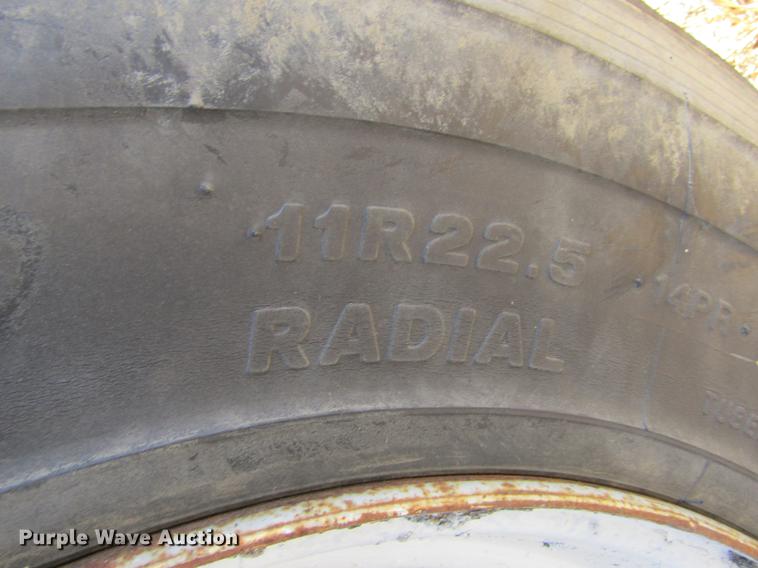 11R22.5
14PR
RADIAL
Purple Wave Auction